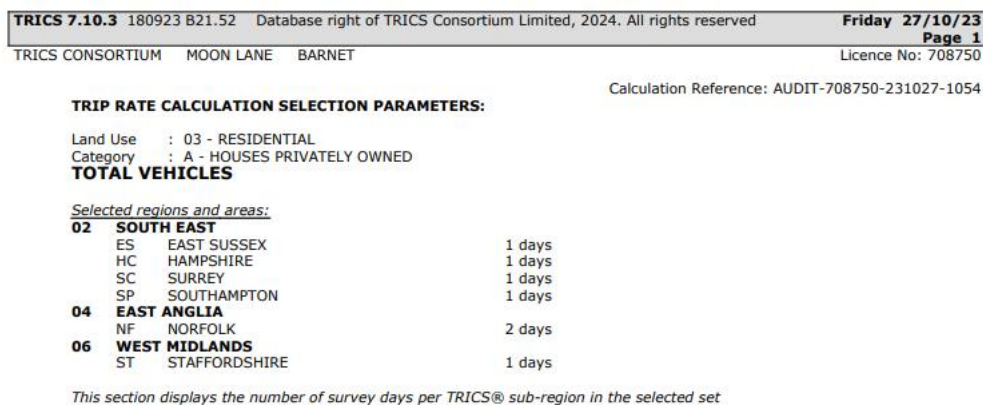 TRICS 7.10.3 180923 B21.52 Database right of TRICS Consortium Limited, 2024. All rights reserved Friday 27/10/23
Page 1
TRICS CONSORTIUM MOON LANE BARNET Licence No: 708750
Calculation Reference: AUDIT-708750-231027-1054
TRIP RATE CALCULATION SELECTION PARAMETERS:
Land Use : 03 - RESIDENTIAL
Category : A - HOUSES PRIVATELY OWNED
TOTAL VEHICLES
Selected regions and areas:
02 SOUTH EAST
ES EAST SUSSEX 1 days
HC HAMPSHIRE 1 days
SC SURREY 1 days
SP SOUTHAMPTON 1 days
04 EAST ANGLIA
NF NORFOLK 2 days
06 WEST MIDLANDS
ST STAFFORDSHIRE 1 days
This section displays the number of survey days per TRICS® sub-region in the selected set